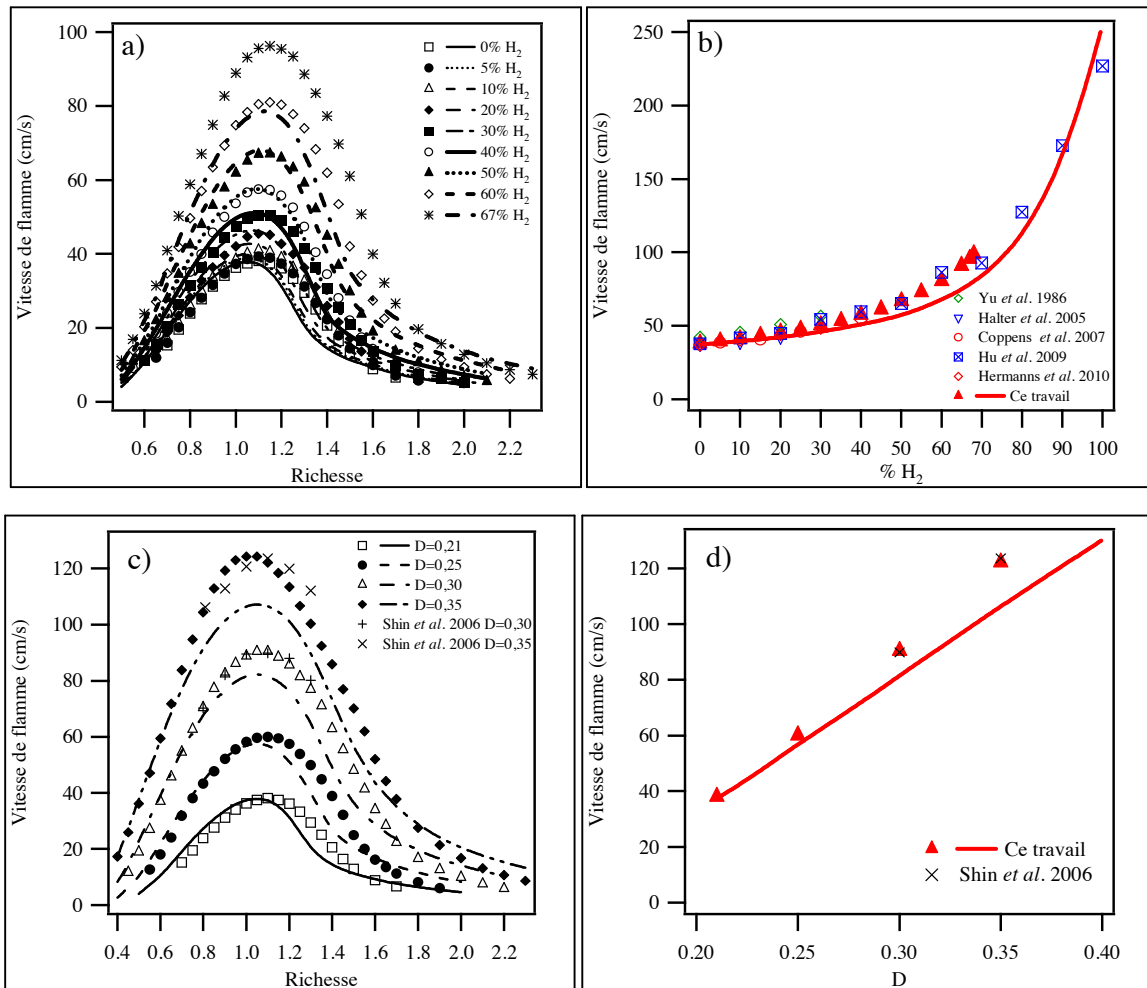 a)
Vitesse de flamme (cm/s)
100
80
60
40
20
0
0% H2
5% H2
10% H2
20% H2
30% H2
40% H2
50% H2
60% H2
67% H2
0.6 0.8 1.0 1.2 1.4 1.6 1.8 2.0 2.2
Richesse
b)
Vitesse de flamme (cm/s)
250
200
150
100
50
0
Yu et al. 1986
Halter et al. 2005
Coppens et al. 2007
Hu et al. 2009
Hermanns et al. 2010
Ce travail
0 10 20 30 40 50 60 70 80 90 100
% H2
c)
Vitesse de flamme (cm/s)
120
100
80
60
40
20
0
D=0,21
D=0,25
D=0,30
D=0,35
Shin et al. 2006 D=0,30
Shin et al. 2006 D=0,35
0.4 0.6 0.8 1.0 1.2 1.4 1.6 1.8 2.0 2.2
Richesse
d)
Vitesse de flamme (cm/s)
120
100
80
60
40
20
0
Ce travail
Shin et al. 2006
0.20 0.25 0.30 0.35 0.40
D